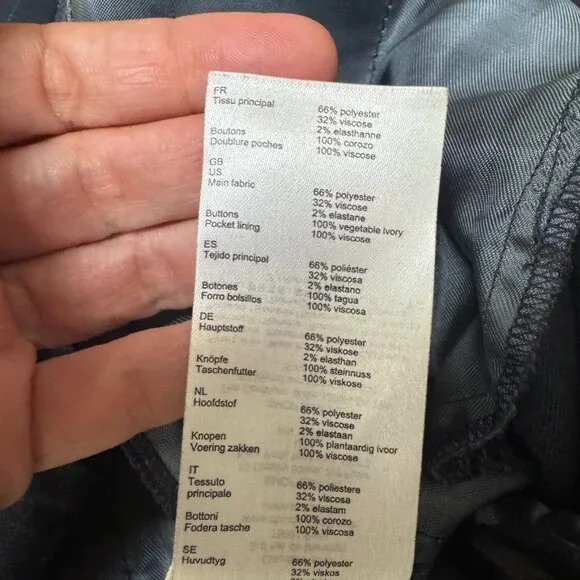 FR
Tissu principal 66% polyester
32% viscose
2% elasthanne
Boutons 100% corozo
Doublure poches 100% viscose
GB
US
Main fabric 66% polyester
32% viscose
2% elastane
Buttons 100% vegetable ivory
Pocket lining 100% viscose
ES
Tejido principal 66% poliéster
32% viscosa
2% elastano
Botones 100% tagua
Forro bolsillos 100% viscosa
DE
Hauptstoff 66% polyester
32% viskose
2% elasthan
Knöpfe 100% steinnuss
Taschenfutter 100% viskose
NL
Hoofdstof 66% polyester
32% viscose
2% elastaan
Knopen 100% plantaardig ivoor
Voering zakken 100% viscose
IT
Tessuto 66% poliestere
principale 32% viscosa
2% elastam
Bottoni 100% corozo
Fodera tasche 100% viscosa
SE
Huvudtyg 66% polyester
32% viskos